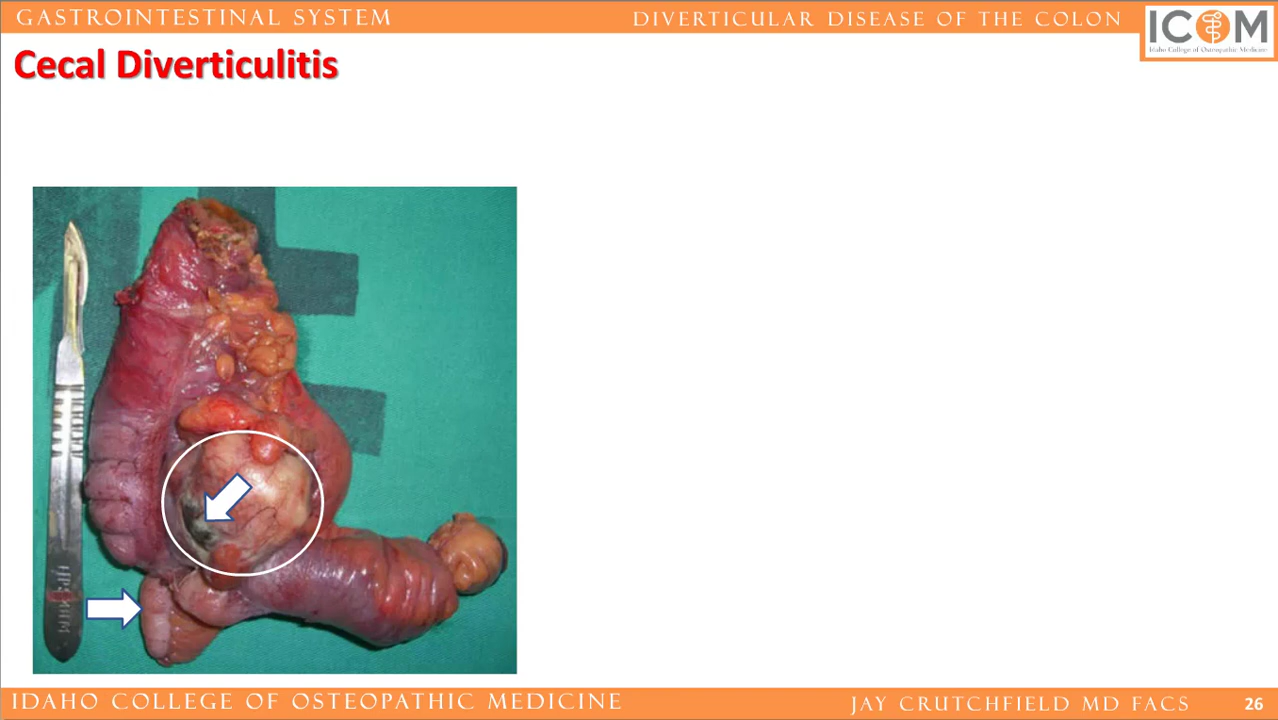 GASTROINTESTINAL SYSTEM
DIVERTICULAR DISEASE OF THE COLON
ICOM
Idaho College of Osteopathic Medicine
Cecal Diverticulitis
IDAHO COLLEGE OF OSTEOPATHIC MEDICINE
JAY CRUTCHFIELD MD FACS
26